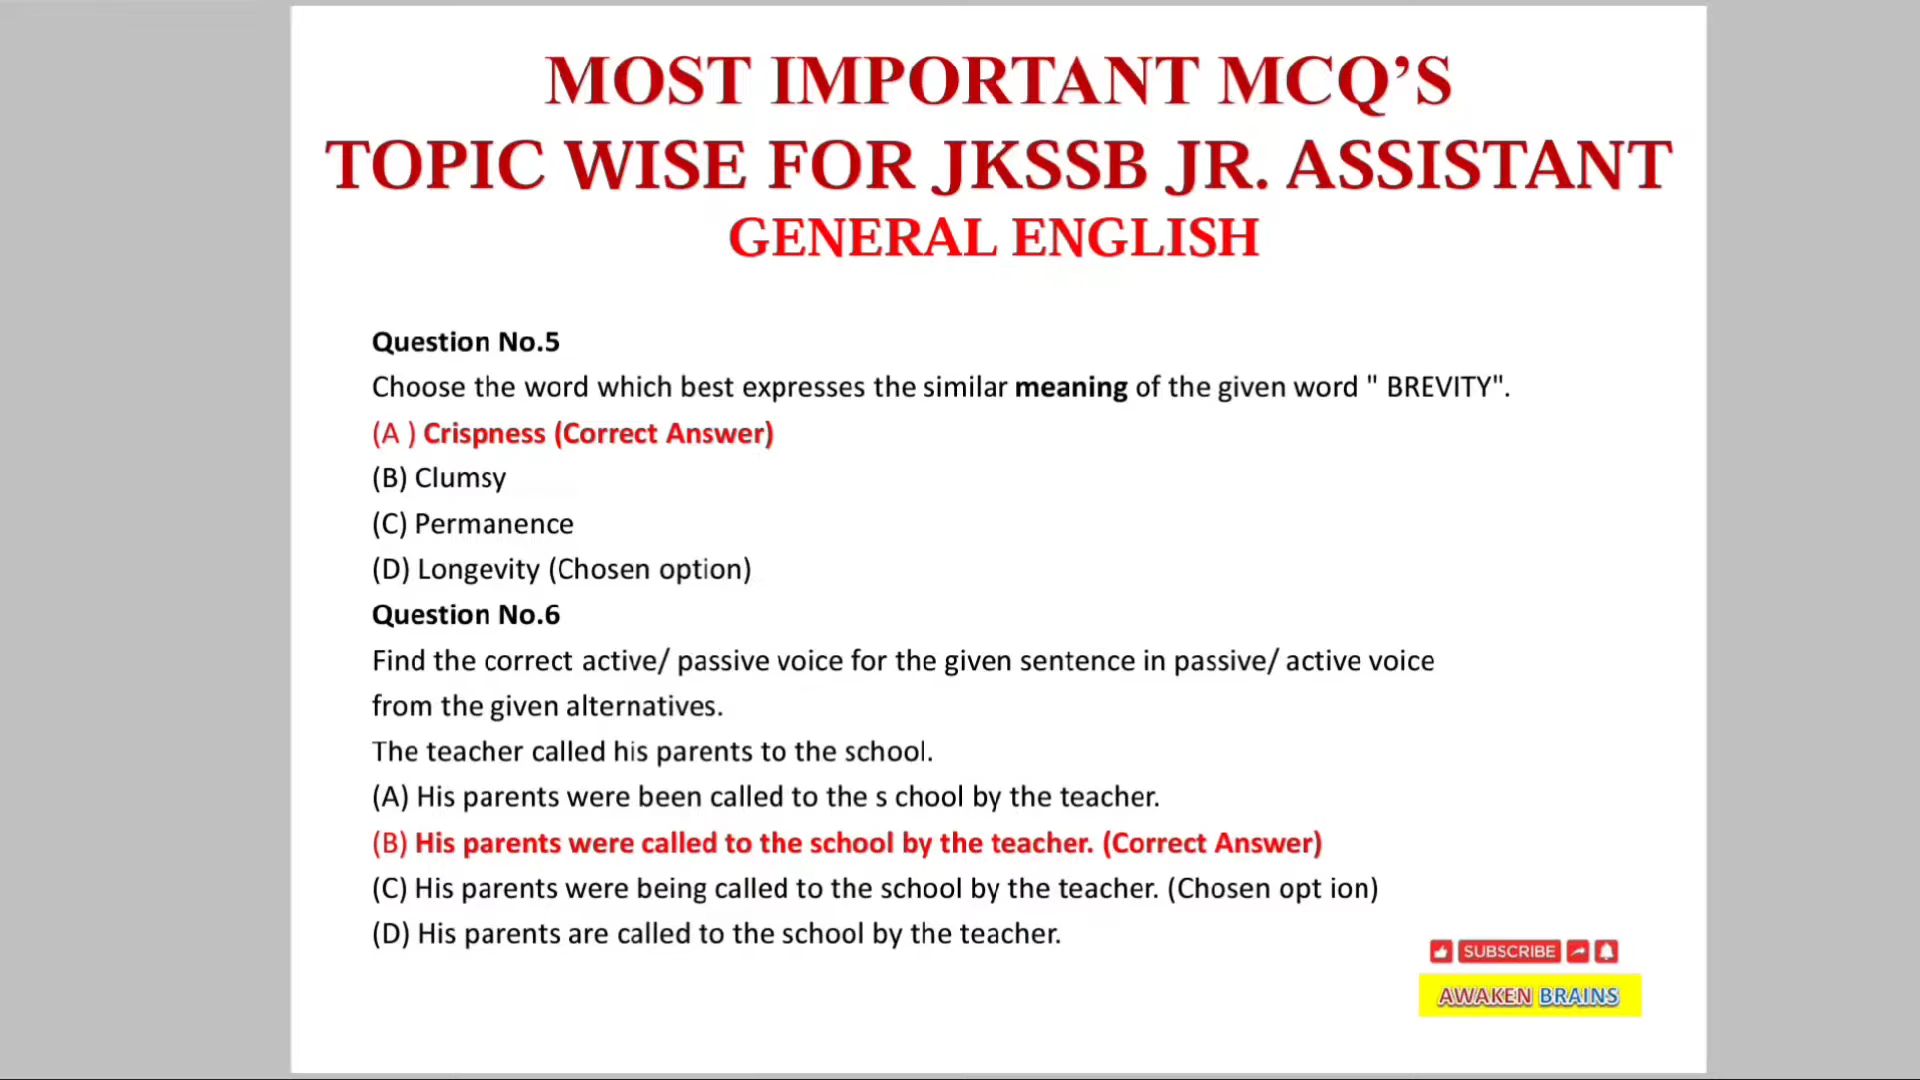 MOST IMPORTANT MCQ’S
TOPIC WISE FOR JKSSB JR. ASSISTANT
GENERAL ENGLISH
Question No.5
Choose the word which best expresses the similar meaning of the given word " BREVITY".
(A ) Crispness (Correct Answer)
(B) Clumsy
(C) Permanence
(D) Longevity (Chosen option)
Question No.6
Find the correct active/ passive voice for the given sentence in passive/ active voice
from the given alternatives.
The teacher called his parents to the school.
(A) His parents were been called to the s chool by the teacher.
(B) His parents were called to the school by the teacher. (Correct Answer)
(C) His parents were being called to the school by the teacher. (Chosen opt ion)
(D) His parents are called to the school by the teacher.
SUBSCRIBE
AWAKEN BRAINS